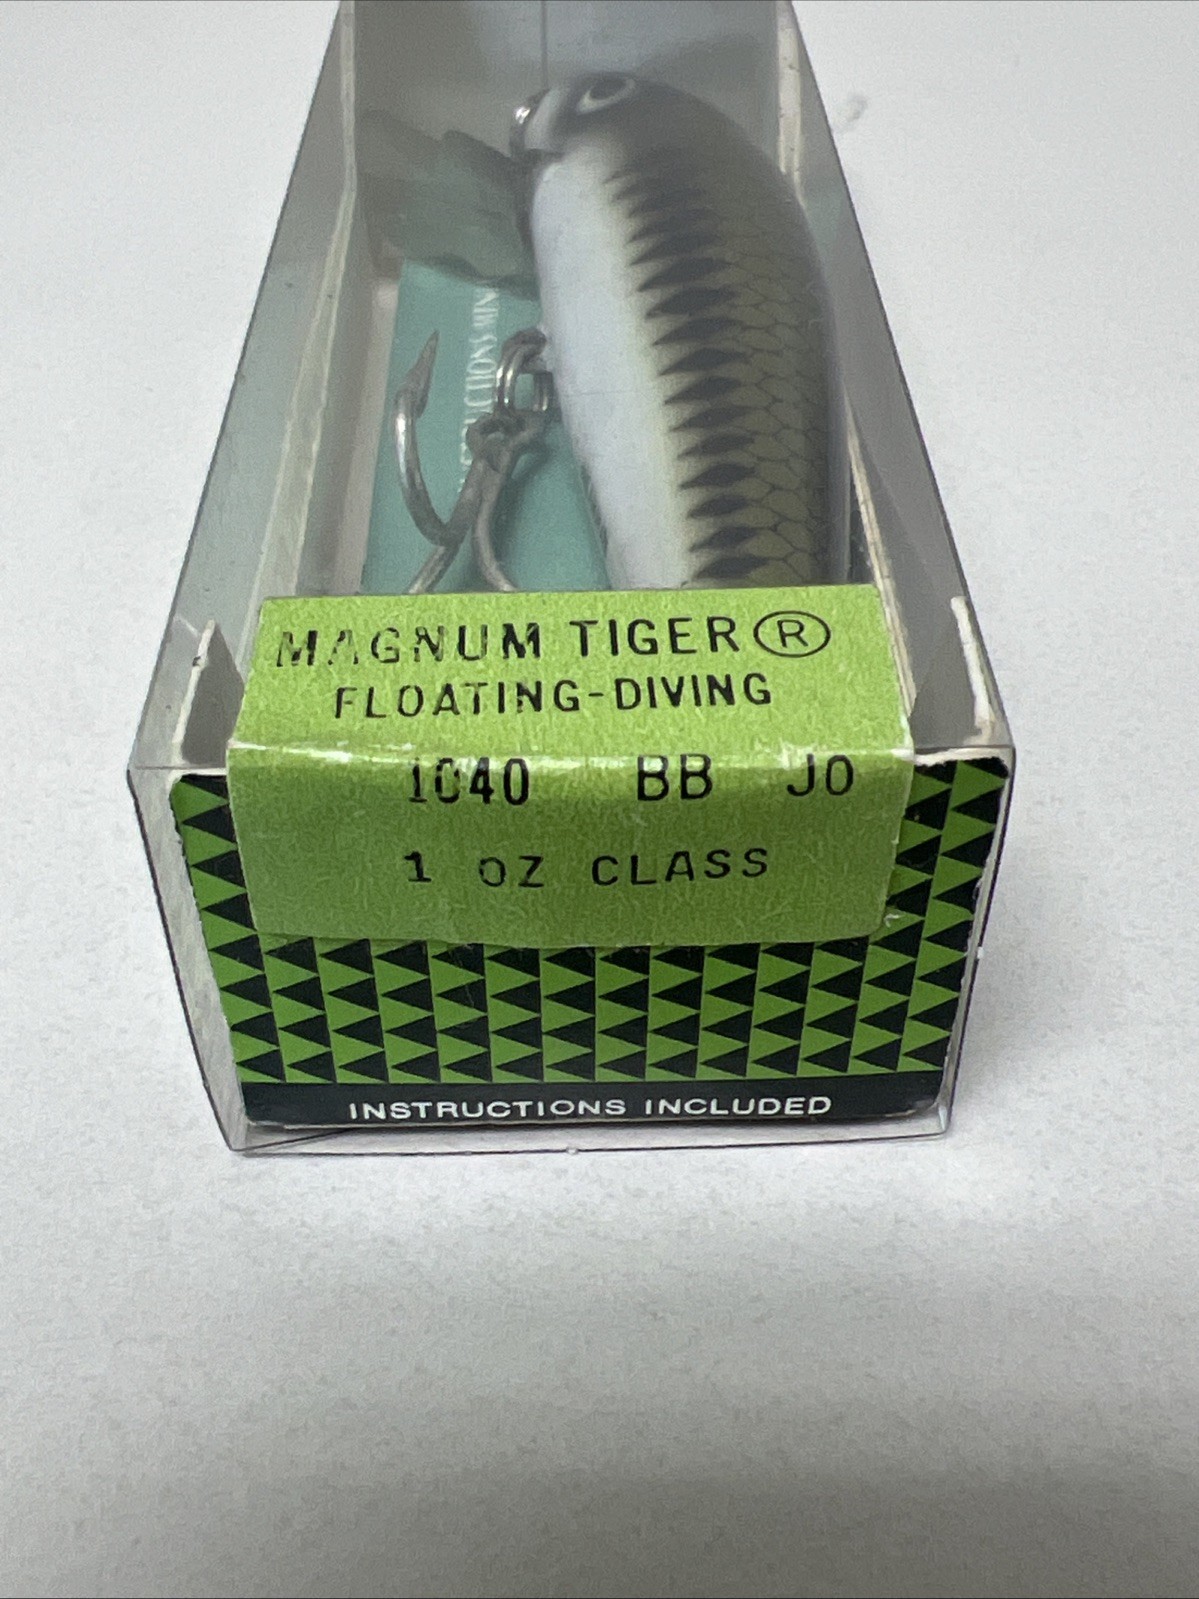 MAGNUM TIGER ®
FLOATING-DIVING
1040 BB JO
1 OZ CLASS
INSTRUCTIONS INCLUDED